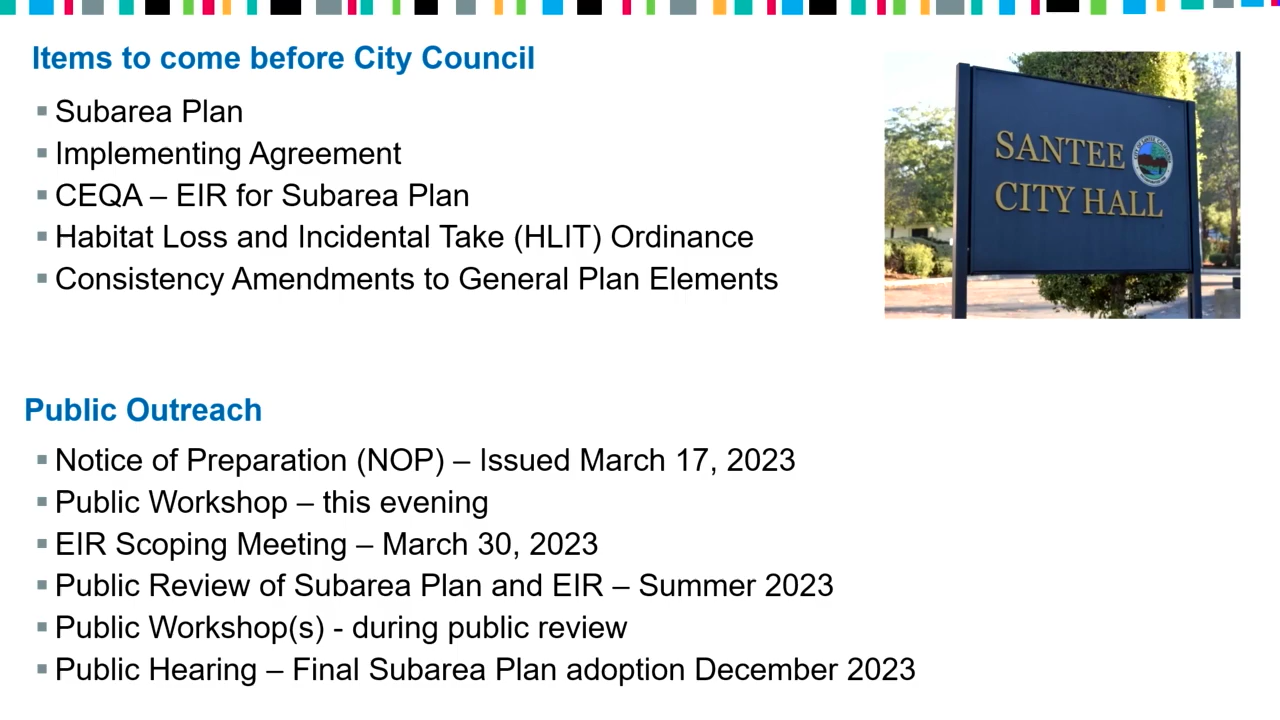 Items to come before City Council
Subarea Plan
Implementing Agreement
CEQA – EIR for Subarea Plan
Habitat Loss and Incidental Take (HLIT) Ordinance
Consistency Amendments to General Plan Elements
SANTEE
CITY HALL
Public Outreach
Notice of Preparation (NOP) – Issued March 17, 2023
Public Workshop – this evening
EIR Scoping Meeting – March 30, 2023
Public Review of Subarea Plan and EIR – Summer 2023
Public Workshop(s) - during public review
Public Hearing – Final Subarea Plan adoption December 2023